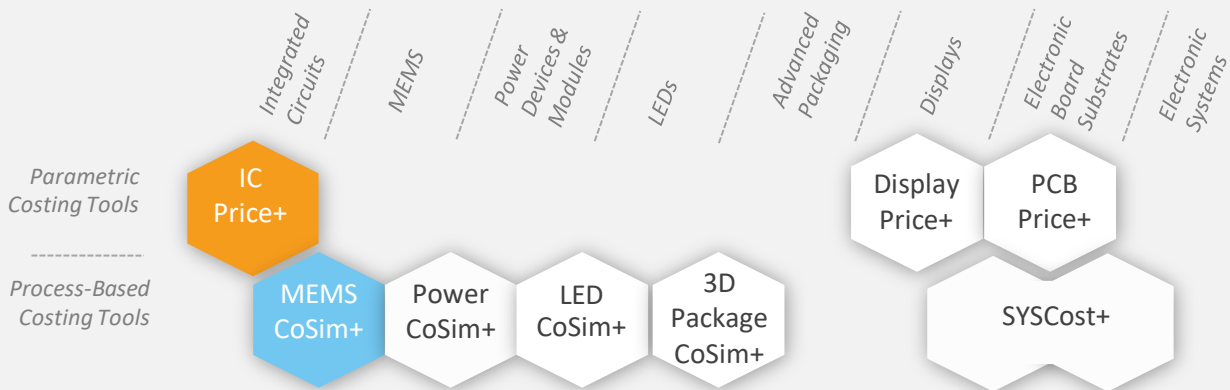 Integrated
Circuits
MEMS
Power
Devices &
Modules
LEDs
Advanced
Packaging
Displays
Electronic
Board
Substrates
Electronic
Systems
Parametric
Costing Tools
IC
Price+
Display
Price+
PCB
Price+
Process-Based
Costing Tools
MEMS
CoSim+
Power
CoSim+
LED
CoSim+
3D
Package
CoSim+
SYSCost+